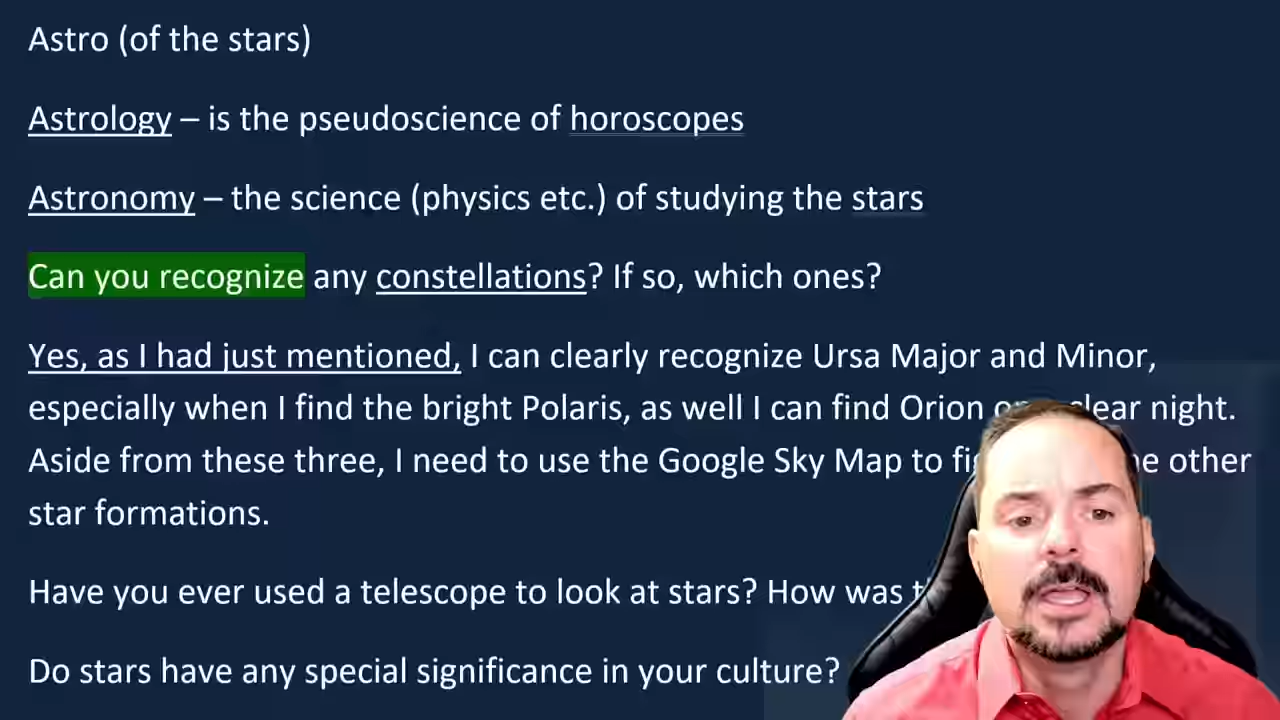 Astro (of the stars)
Astrology – is the pseudoscience of horoscopes
Astronomy – the science (physics etc.) of studying the stars
Can you recognize any constellations? If so, which ones?
Yes, as I had just mentioned, I can clearly recognize Ursa Major and Minor,
especially when I find the bright Polaris, as well I can find Orion clear night.
Aside from these three, I need to use the Google Sky Map to other
star formations.
Have you ever used a telescope to look at stars? How was
Do stars have any special significance in your culture?